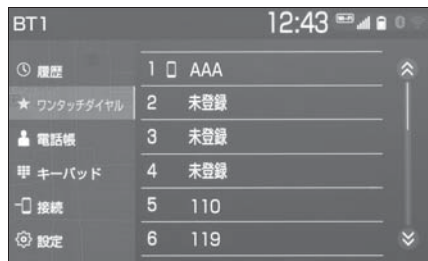 BT1 12:43
履歴
ワンタッチダイヤル
電話帳
キーパッド
接続
設定
1 AAA
2 未登録
3 未登録
4 未登録
5 110
6 119